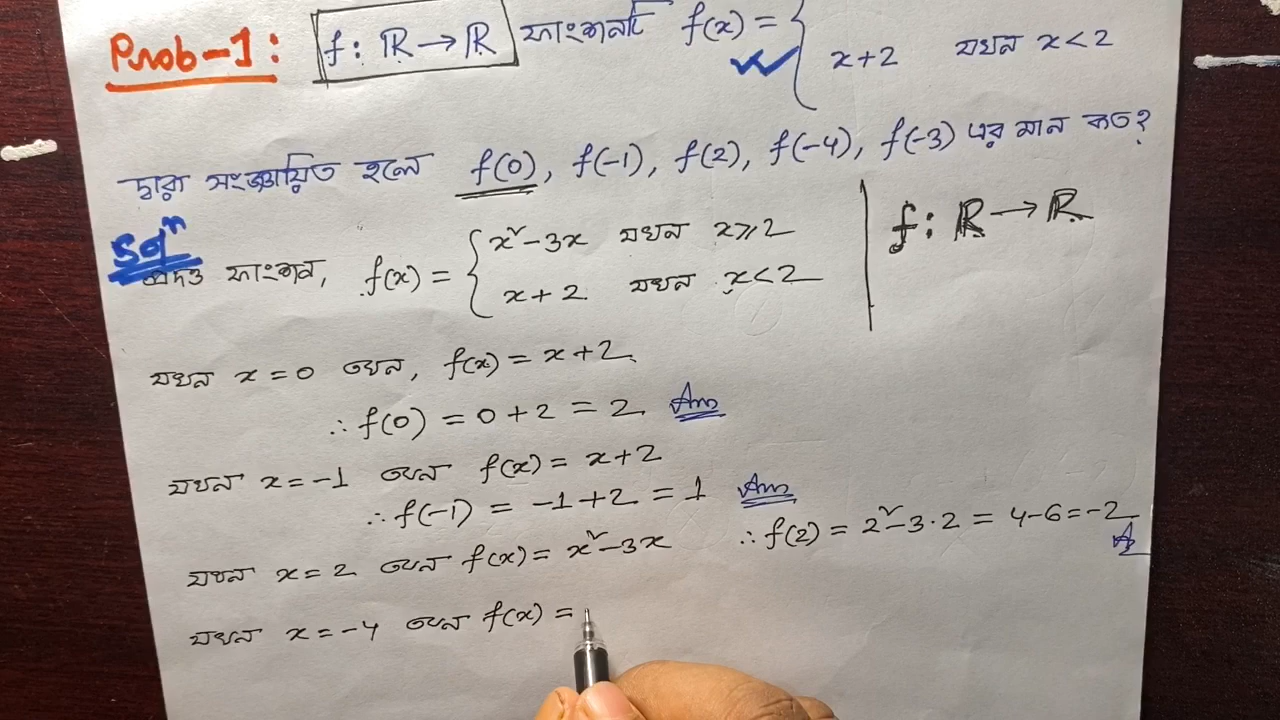 Prob-1: f: ℝ→ℝ ফাংশনটি f(x) = {
x+2 যখন x<2
দ্বারা সংজ্ঞায়িত হলে f(0), f(-1), f(2), f(-4), f(-3) এর মান কত?
Solⁿ
প্রদত্ত ফাংশন, f(x) = { x²-3x যখন x≥2
x+2 যখন x<2
f: ℝ→ℝ
যখন x=0 তখন, f(x) = x+2
∴ f(0) = 0+2 = 2 Ans
যখন x=-1 তখন f(x) = x+2
∴ f(-1) = -1+2 = 1 Ans
যখন x=2 তখন f(x) = x²-3x ∴ f(2) = 2²-3·2 = 4-6=-2
যখন x=-4 তখন f(x) =